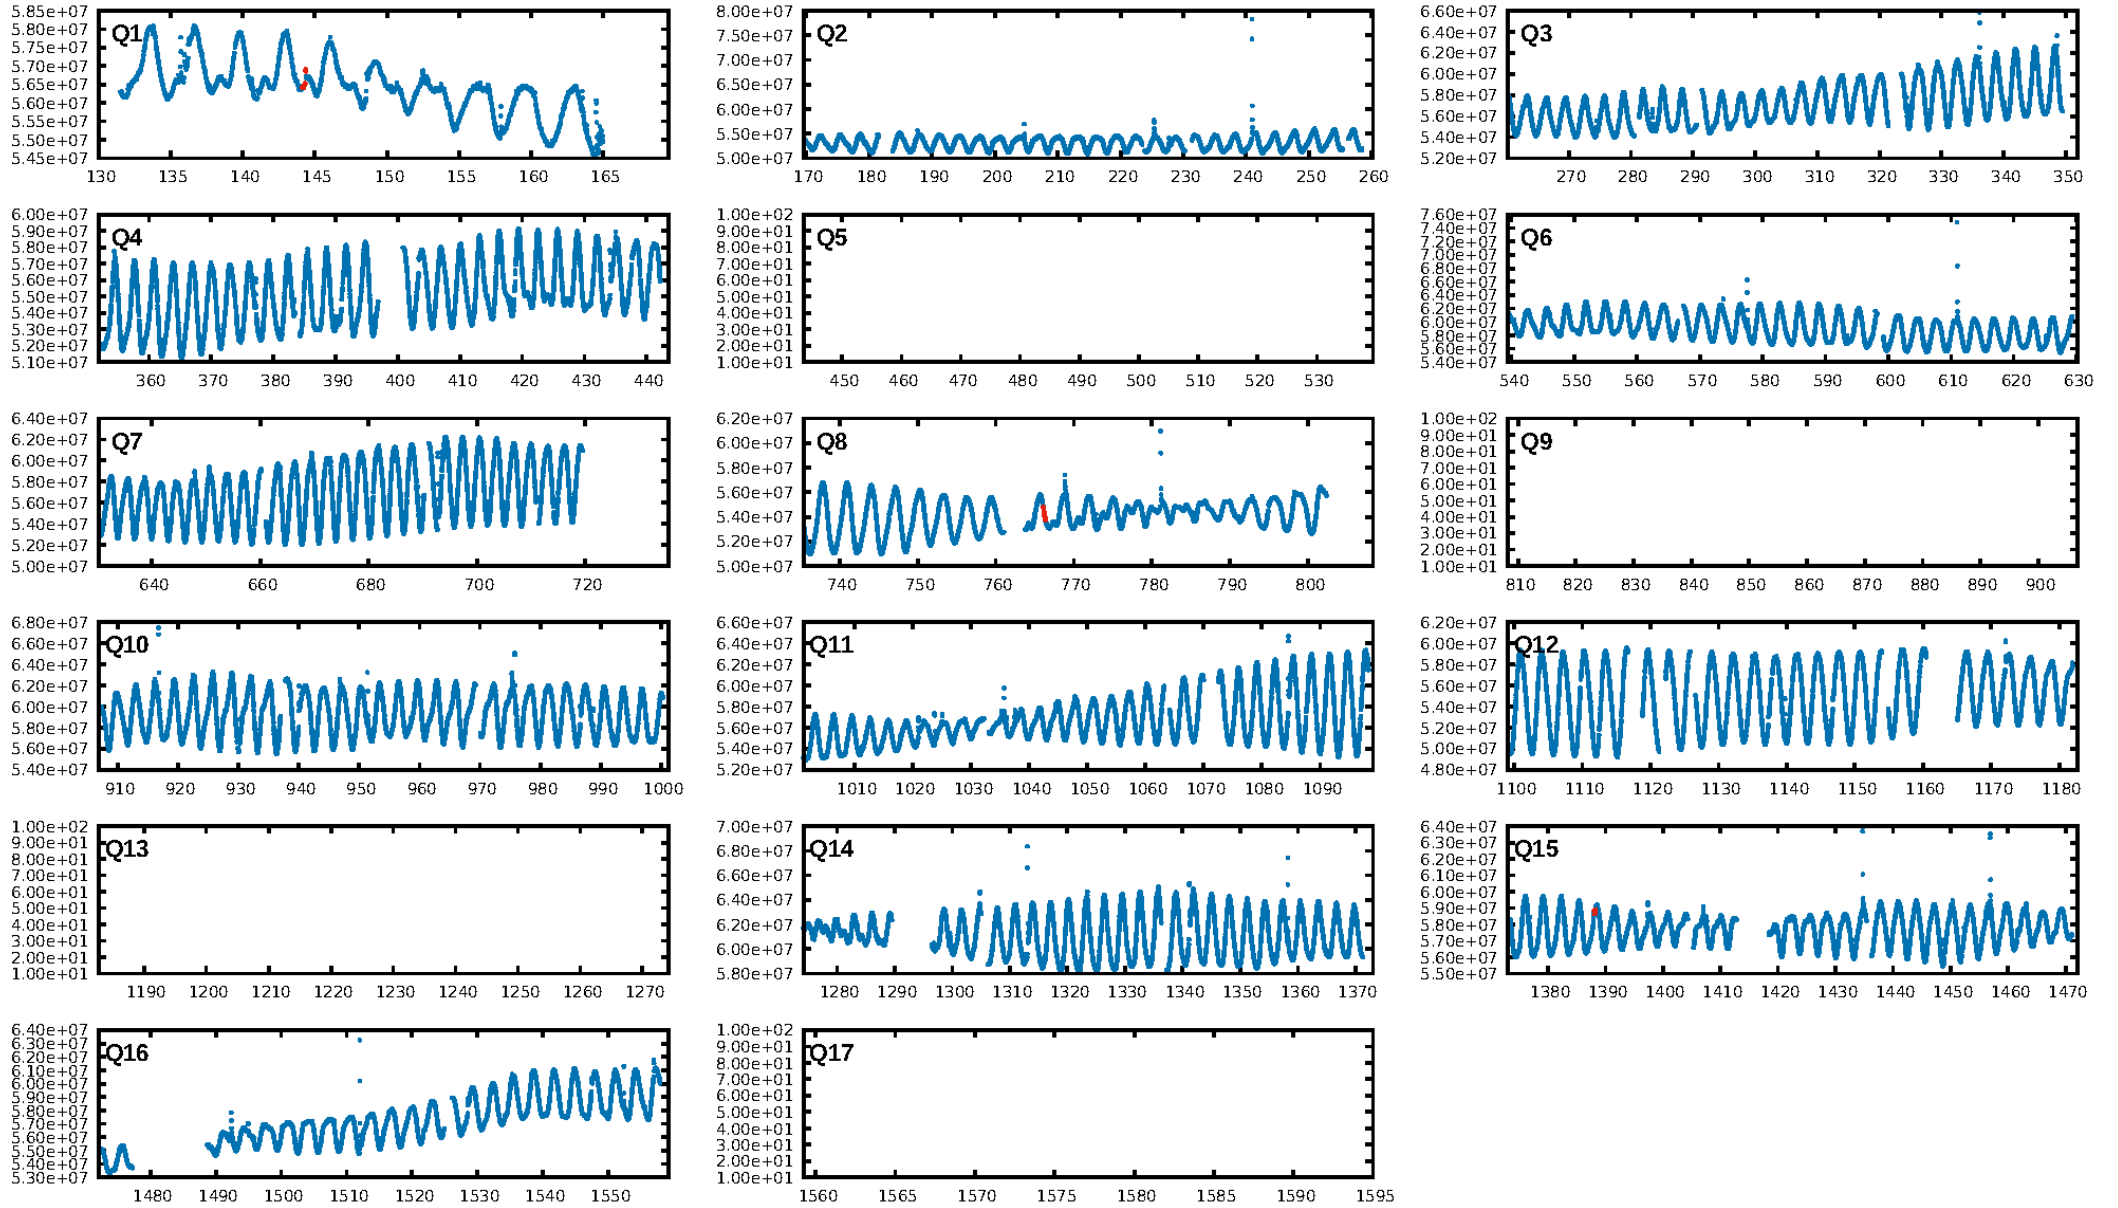 5.85e+07
5.80e+07
5.75e+07
5.70e+07
5.65e+07
5.60e+07
5.55e+07
5.50e+07
5.45e+07
Q1
130 135 140 145 150 155 160 165
8.00e+07
7.50e+07
7.00e+07
6.50e+07
6.00e+07
5.50e+07
5.00e+07
Q2
170 180 190 200 210 220 230 240 250 260
6.60e+07
6.40e+07
6.20e+07
6.00e+07
5.80e+07
5.60e+07
5.40e+07
5.20e+07
Q3
270 280 290 300 310 320 330 340 350
6.00e+07
5.90e+07
5.80e+07
5.70e+07
5.60e+07
5.50e+07
5.40e+07
5.30e+07
5.20e+07
5.10e+07
Q4
360 370 380 390 400 410 420 430 440
1.00e+02
9.00e+01
8.00e+01
7.00e+01
6.00e+01
5.00e+01
4.00e+01
3.00e+01
2.00e+01
1.00e+01
Q5
450 460 470 480 490 500 510 520 530
7.60e+07
7.40e+07
7.20e+07
7.00e+07
6.80e+07
6.60e+07
6.40e+07
6.20e+07
6.00e+07
5.80e+07
5.60e+07
5.40e+07
Q6
540 550 560 570 580 590 600 610 620 630
6.40e+07
6.20e+07
6.00e+07
5.80e+07
5.60e+07
5.40e+07
5.20e+07
5.00e+07
Q7
640 660 680 700 720
6.20e+07
6.00e+07
5.80e+07
5.60e+07
5.40e+07
5.20e+07
5.00e+07
Q8
740 750 760 770 780 790 800
1.00e+02
9.00e+01
8.00e+01
7.00e+01
6.00e+01
5.00e+01
4.00e+01
3.00e+01
2.00e+01
1.00e+01
Q9
810 820 830 840 850 860 870 880 890 900
6.80e+07
6.60e+07
6.40e+07
6.20e+07
6.00e+07
5.80e+07
5.60e+07
5.40e+07
Q10
910 920 930 940 950 960 970 980 990 1000
6.60e+07
6.40e+07
6.20e+07
6.00e+07
5.80e+07
5.60e+07
5.40e+07
5.20e+07
Q11
1010 1020 1030 1040 1050 1060 1070 1080 1090
6.20e+07
6.00e+07
5.80e+07
5.60e+07
5.40e+07
5.20e+07
5.00e+07
4.80e+07
Q12
1100 1110 1120 1130 1140 1150 1160 1170 1180
1.00e+02
9.00e+01
8.00e+01
7.00e+01
6.00e+01
5.00e+01
4.00e+01
3.00e+01
2.00e+01
1.00e+01
Q13
1190 1200 1210 1220 1230 1240 1250 1260 1270
7.00e+07
6.80e+07
6.60e+07
6.40e+07
6.20e+07
6.00e+07
5.80e+07
Q14
1280 1290 1300 1310 1320 1330 1340 1350 1360 1370
6.40e+07
6.30e+07
6.20e+07
6.10e+07
6.00e+07
5.90e+07
5.80e+07
5.70e+07
5.60e+07
5.50e+07
Q15
1380 1390 1400 1410 1420 1430 1440 1450 1460 1470
6.40e+07
6.30e+07
6.20e+07
6.10e+07
6.00e+07
5.90e+07
5.80e+07
5.70e+07
5.60e+07
5.50e+07
5.40e+07
5.30e+07
Q16
1480 1490 1500 1510 1520 1530 1540 1550
1.00e+02
9.00e+01
8.00e+01
7.00e+01
6.00e+01
5.00e+01
4.00e+01
3.00e+01
2.00e+01
1.00e+01
Q17
1560 1565 1570 1575 1580 1585 1590 1595